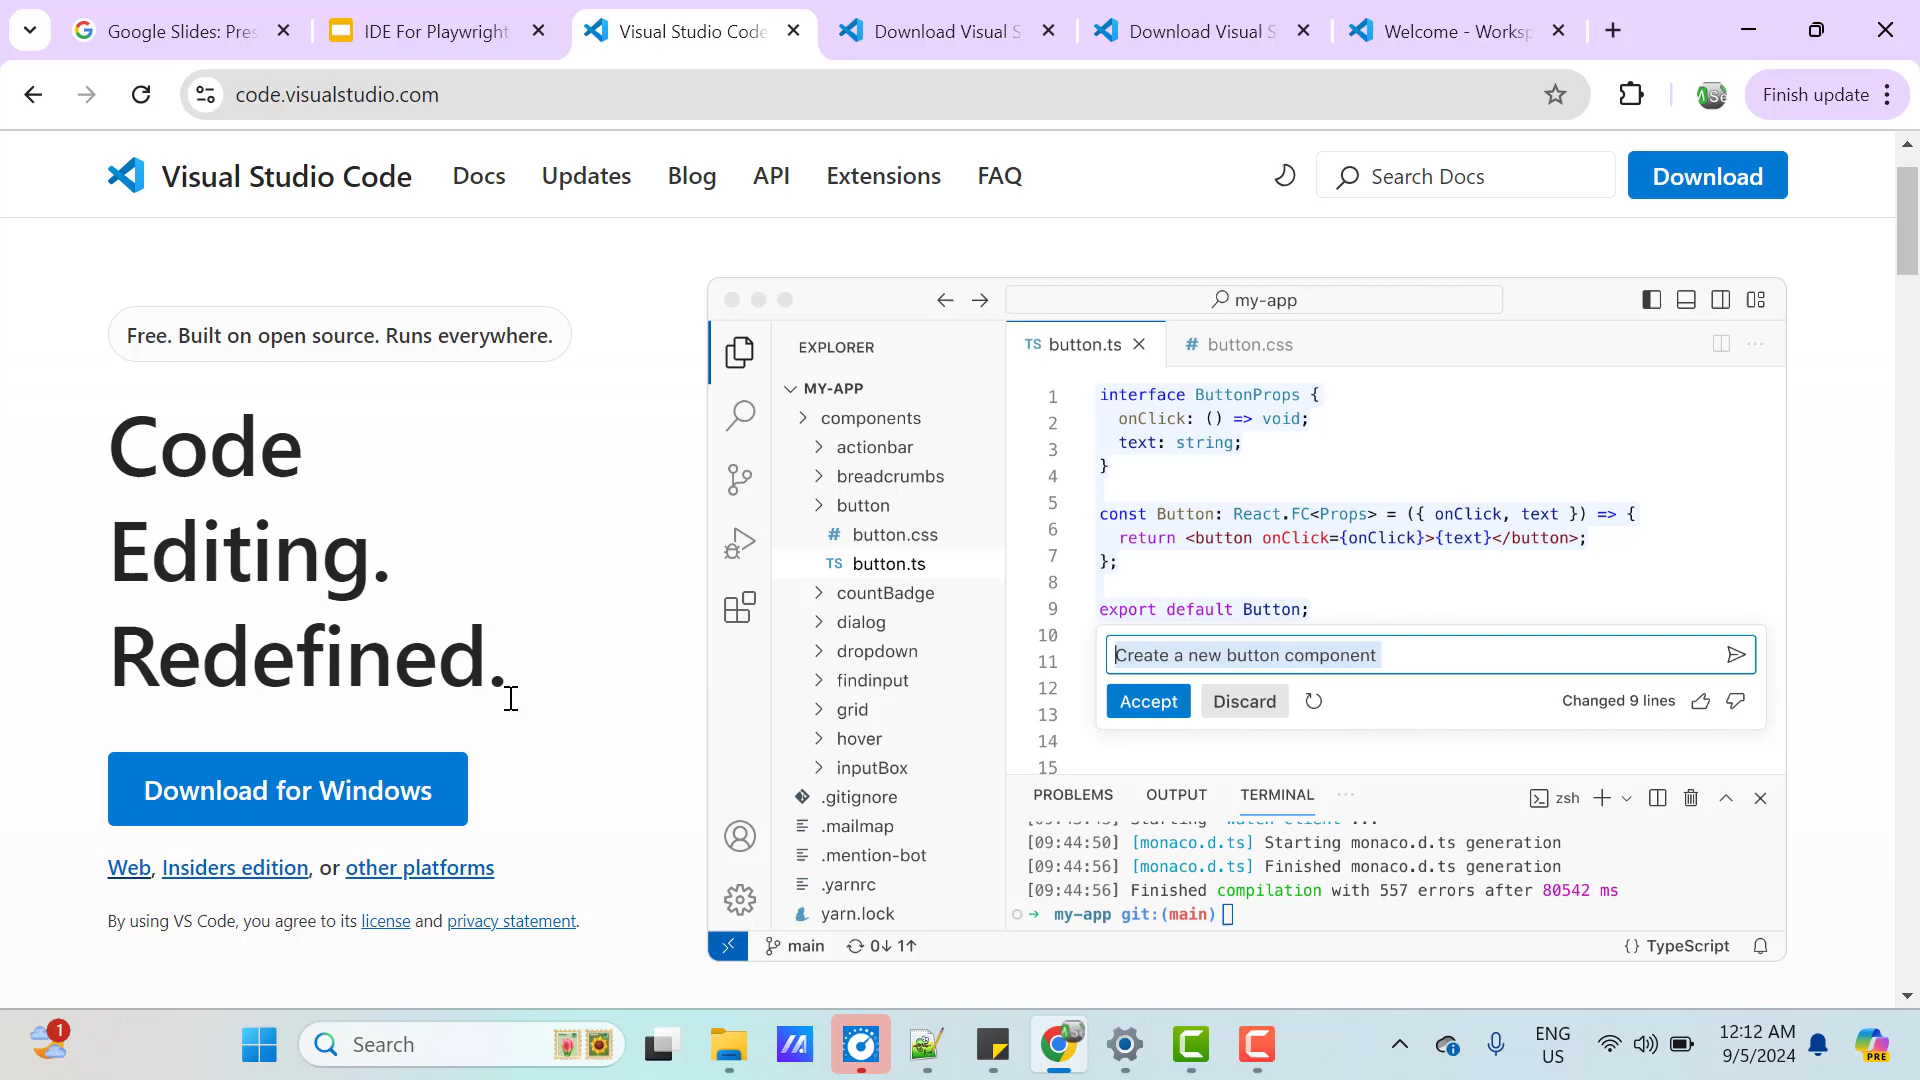 Google Slides: Pres
IDE For Playwright
Visual Studio Code
Download Visual S
Download Visual S
Welcome - Worksp
code.visualstudio.com
Finish update
Visual Studio Code
Docs
Updates
Blog
API
Extensions
FAQ
Search Docs
Download
Free. Built on open source. Runs everywhere.
Code
Editing.
Redefined.
Download for Windows
Web, Insiders edition, or other platforms
By using VS Code, you agree to its license and privacy statement.
my-app
EXPLORER
MY-APP
components
actionbar
breadcrumbs
button
# button.css
TS button.ts
countBadge
dialog
dropdown
findinput
grid
hover
inputBox
.gitignore
.mailmap
.mention-bot
.yarnrc
yarn.lock
TS button.ts
# button.css
1 interface ButtonProps {
2 onClick: () => void;
3 text: string;
4 }
5
6 const Button: React.FC<Props> = ({ onClick, text }) => {
7 return <button onClick={onClick}>{text}</button>;
8 };
9 export default Button;
10
11
12
13
14
15
Create a new button component
Accept
Discard
Changed 9 lines
PROBLEMS
OUTPUT
TERMINAL
zsh
[09:44:50] [monaco.d.ts] Starting monaco.d.ts generation
[09:44:56] [monaco.d.ts] Finished monaco.d.ts generation
[09:44:56] Finished compilation with 557 errors after 80542 ms
my-app git:(main)
main
0↓ 1↑
{} TypeScript
1
Search
ENG
US
12:12 AM
9/5/2024
PRE